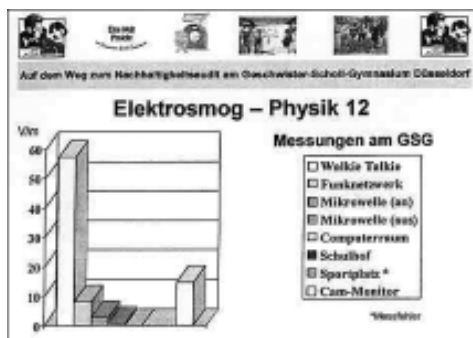 Auf dem Weg zum Nachhaltigkeitsaudit am Geschwister-Scholl-Gymnasium Düsseldorf
Elektrosmog – Physik 12
V/m
60
50
40
30
20
10
0
Messungen am GSG
Walkie Talkie
Funknetzwerk
Mikrowelle (an)
Mikrowelle (aus)
Computerraum
Schulhof
Sportplatz *
Cam-Monitor
*Messfehler